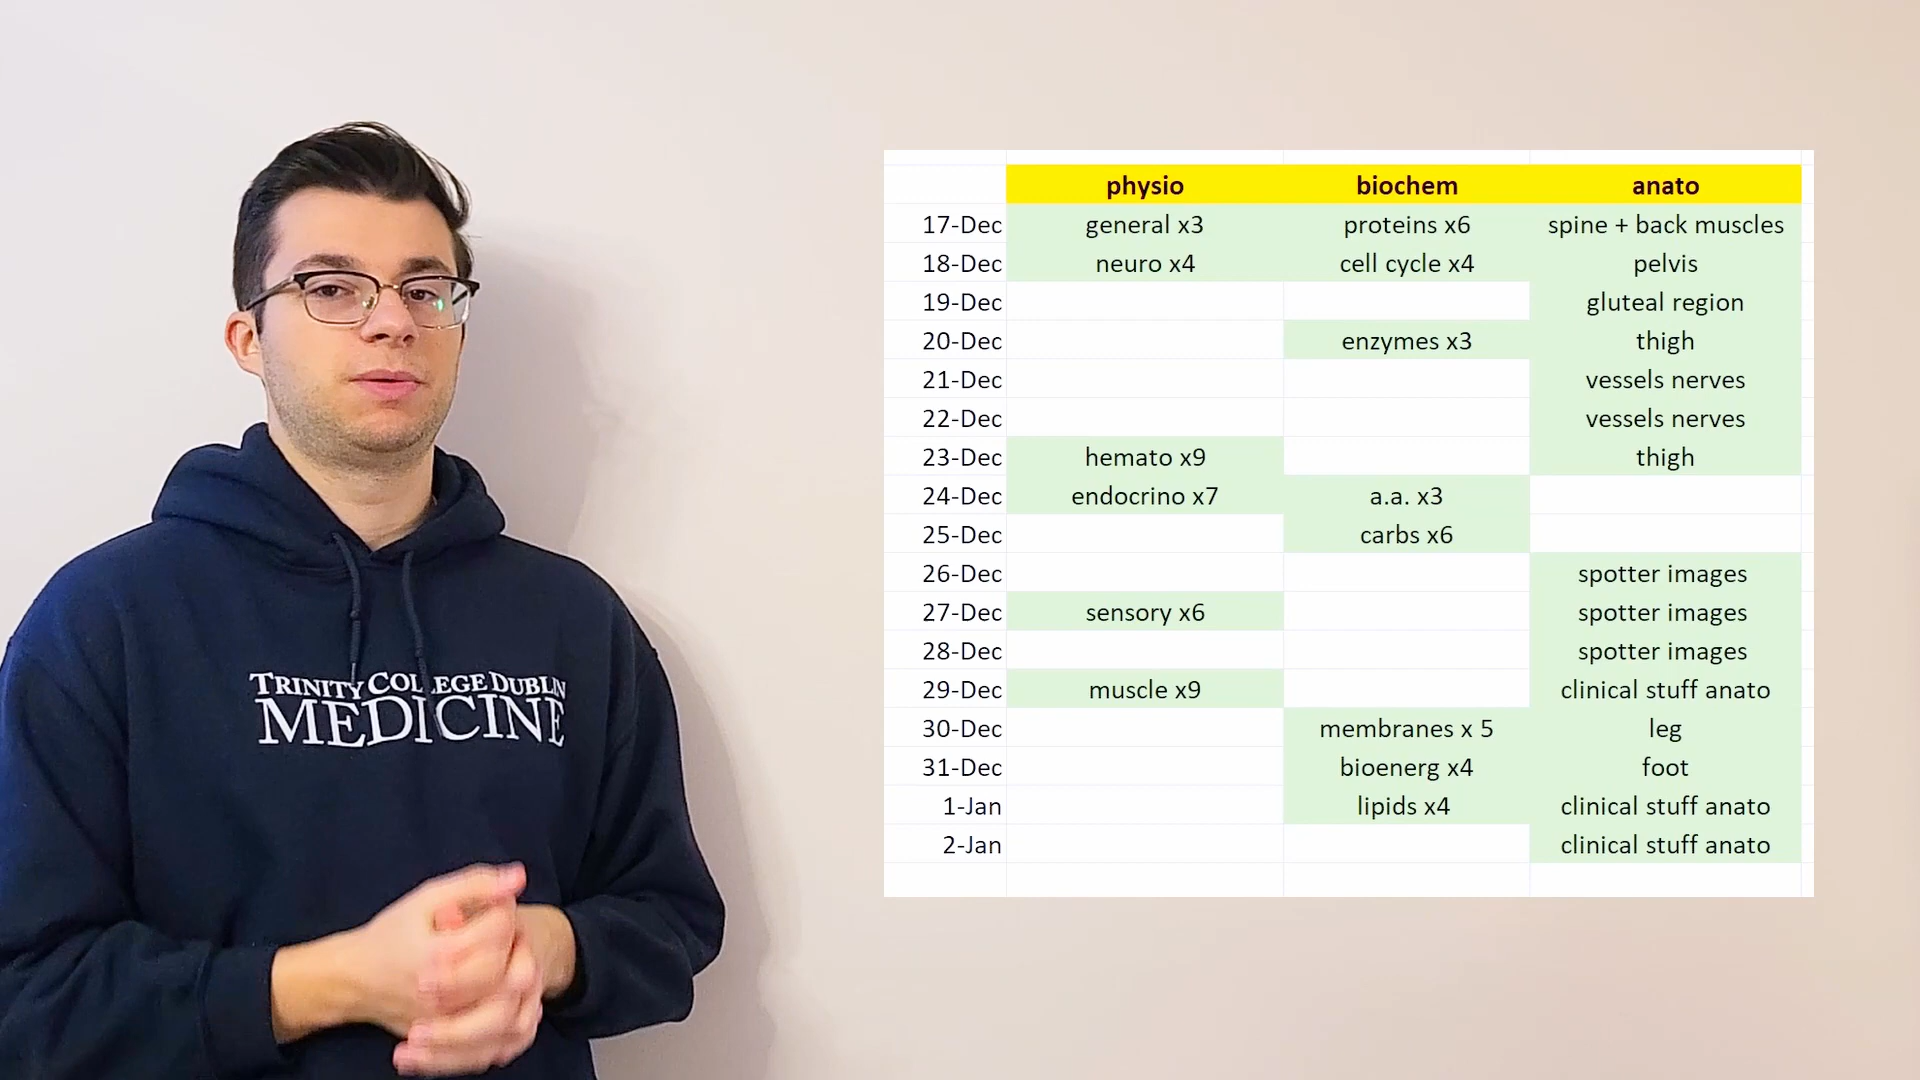 TRINITY COLLEGE DUBLIN
MEDICINE
physio biochem anato
17-Dec general x3 proteins x6 spine + back muscles
18-Dec neuro x4 cell cycle x4 pelvis
19-Dec gluteal region
20-Dec enzymes x3 thigh
21-Dec vessels nerves
22-Dec vessels nerves
23-Dec hemato x9 thigh
24-Dec endocrino x7 a.a. x3
25-Dec carbs x6
26-Dec spotter images
27-Dec sensory x6 spotter images
28-Dec spotter images
29-Dec muscle x9 clinical stuff anato
30-Dec membranes x 5 leg
31-Dec bioenerg x4 foot
1-Jan lipids x4 clinical stuff anato
2-Jan clinical stuff anato